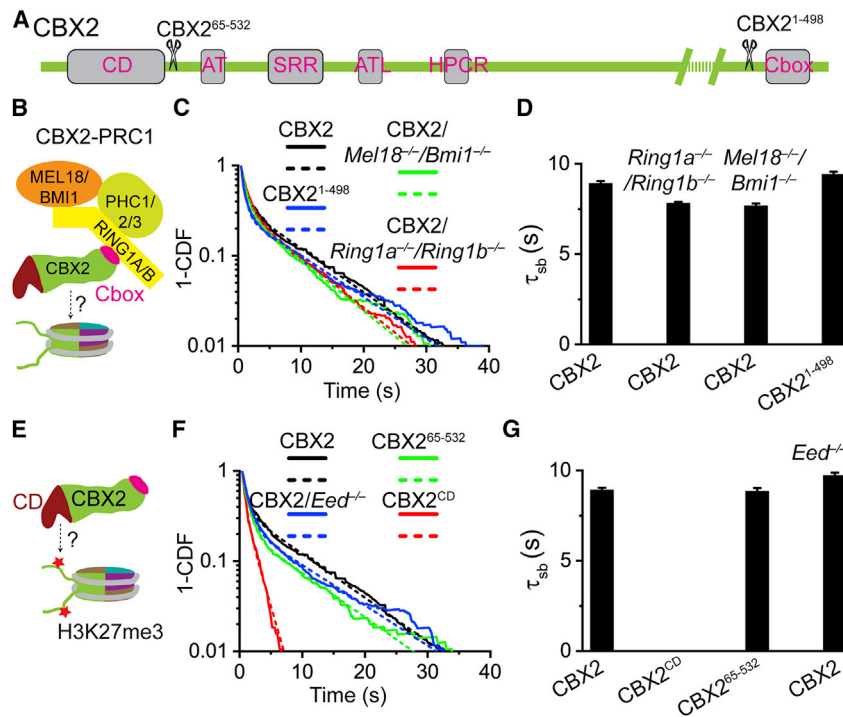 A
CBX2
CBX2^65-532
CBX2^1-498
CD
AT
SRR
ATL
HPCR
Cbox
B
CBX2-PRC1
MEL18/
BMI1
PHC1/
2/3
RING1A/B
CBX2
Cbox
?
C
CBX2
CBX2/
Mel18^–/–/Bmi1^–/–
CBX2^1-498
CBX2/
Ring1a^–/–/Ring1b^–/–
1-CDF
1
0.1
0.01
0 10 20 30 40
Time (s)
D
Ring1a^–/–
/Ring1b^–/–
Mel18^–/–/
Bmi1^–/–
τsb (s)
10
5
0
CBX2
CBX2
CBX2
CBX2^1-498
E
CD
CBX2
?
H3K27me3
F
CBX2
CBX2^65-532
CBX2/Eed^–/–
CBX2^CD
1-CDF
1
0.1
0.01
0 10 20 30 40
Time (s)
G
Eed^–/–
τsb (s)
10
5
0
CBX2
CBX2^CD
CBX2^65-532
CBX2